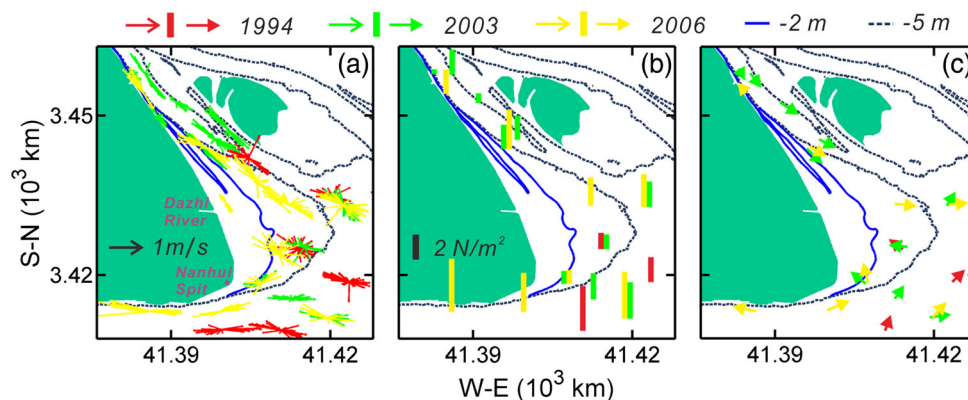 1994 2003 2006 -2 m -5 m
(a) (b) (c)
S-N (10³ km)
3.45
3.42
Dazhi
River
1m/s
Nanhui
Spit
2 N/m²
41.39 41.42 41.39 41.42 41.39 41.42
W-E (10³ km)